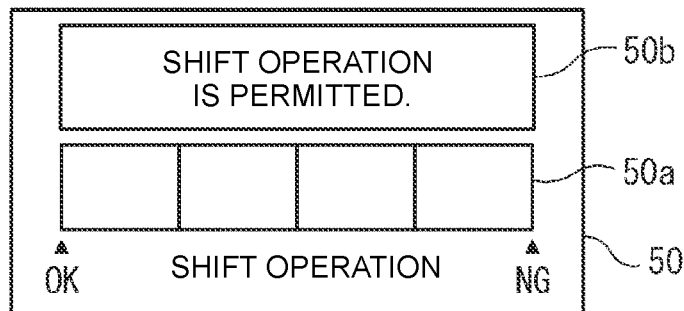 SHIFT OPERATION
IS PERMITTED.
50b
50a
OK
SHIFT OPERATION
NG
50